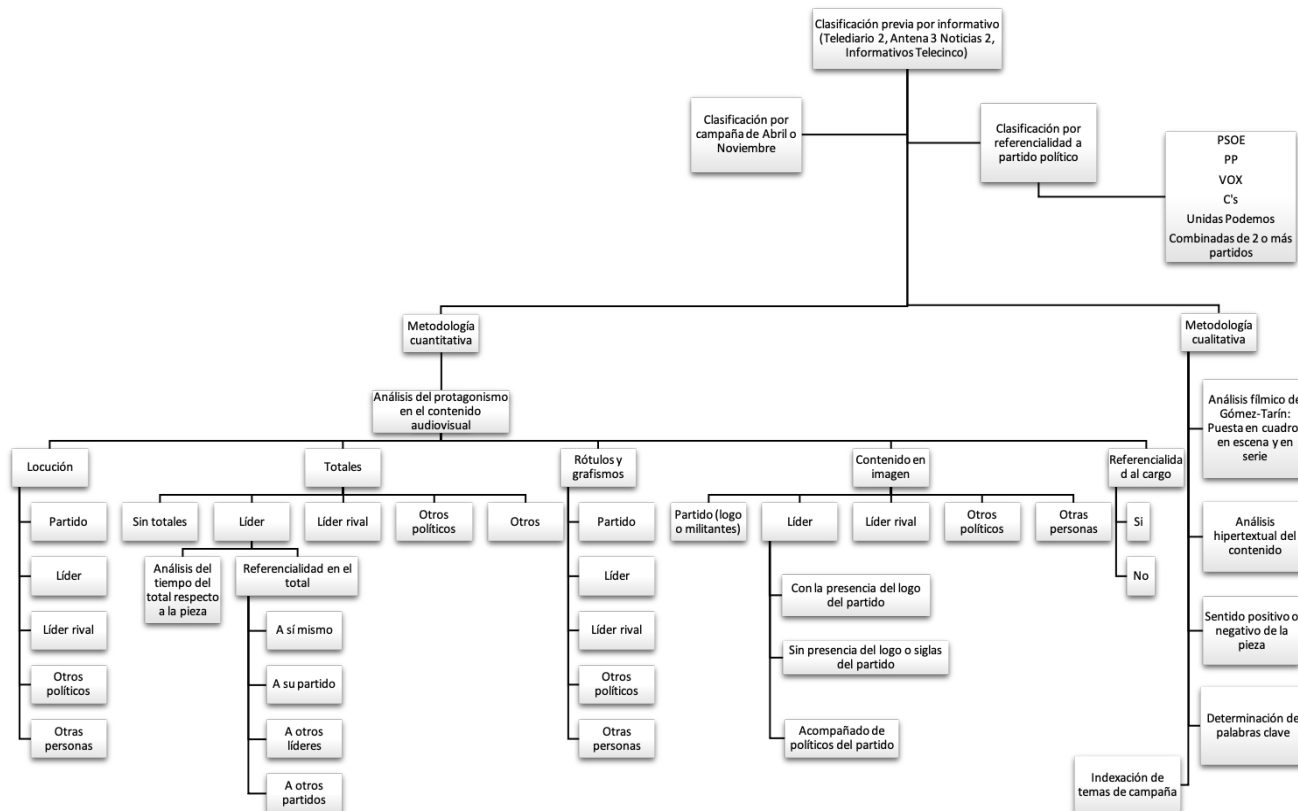 Clasificación previa por informativo
(Telediario 2, Antena 3 Noticias 2,
Informativos Telecinco)
Clasificación por
campaña de Abril o
Noviembre
Clasificación por
referencialidad a
partido político
PSOE
PP
VOX
C's
Unidas Podemos
Combinadas de 2 o más
partidos
Metodología
cuantitativa
Metodología
cualitativa
Análisis del protagonismo
en el contenido
audiovisual
Locución
Partido
Líder
Líder rival
Otros
políticos
Otras
personas
Totales
Sin totales
Líder
Líder rival
Otros
políticos
Otros
Análisis del
tiempo del
total respecto
a la pieza
Referencialidad en el
total
A sí mismo
A su partido
A otros
líderes
A otros
partidos
Rótulos y
grafismos
Partido
Líder
Líder rival
Otros
políticos
Otras
personas
Contenido en
imagen
Partido (logo
o militantes)
Líder
Líder rival
Otros
políticos
Otras
personas
Con la presencia del logo
del partido
Sin presencia del logo o siglas
del partido
Acompañado de
políticos del partido
Referencialida
d al cargo
Si
No
Análisis fílmico de
Gómez-Tarín:
Puesta en cuadro,
en escena y en
serie
Análisis
hipertextual del
contenido
Sentido positivo o
negativo de la
pieza
Determinación de
palabras clave
Indexación de
temas de campaña